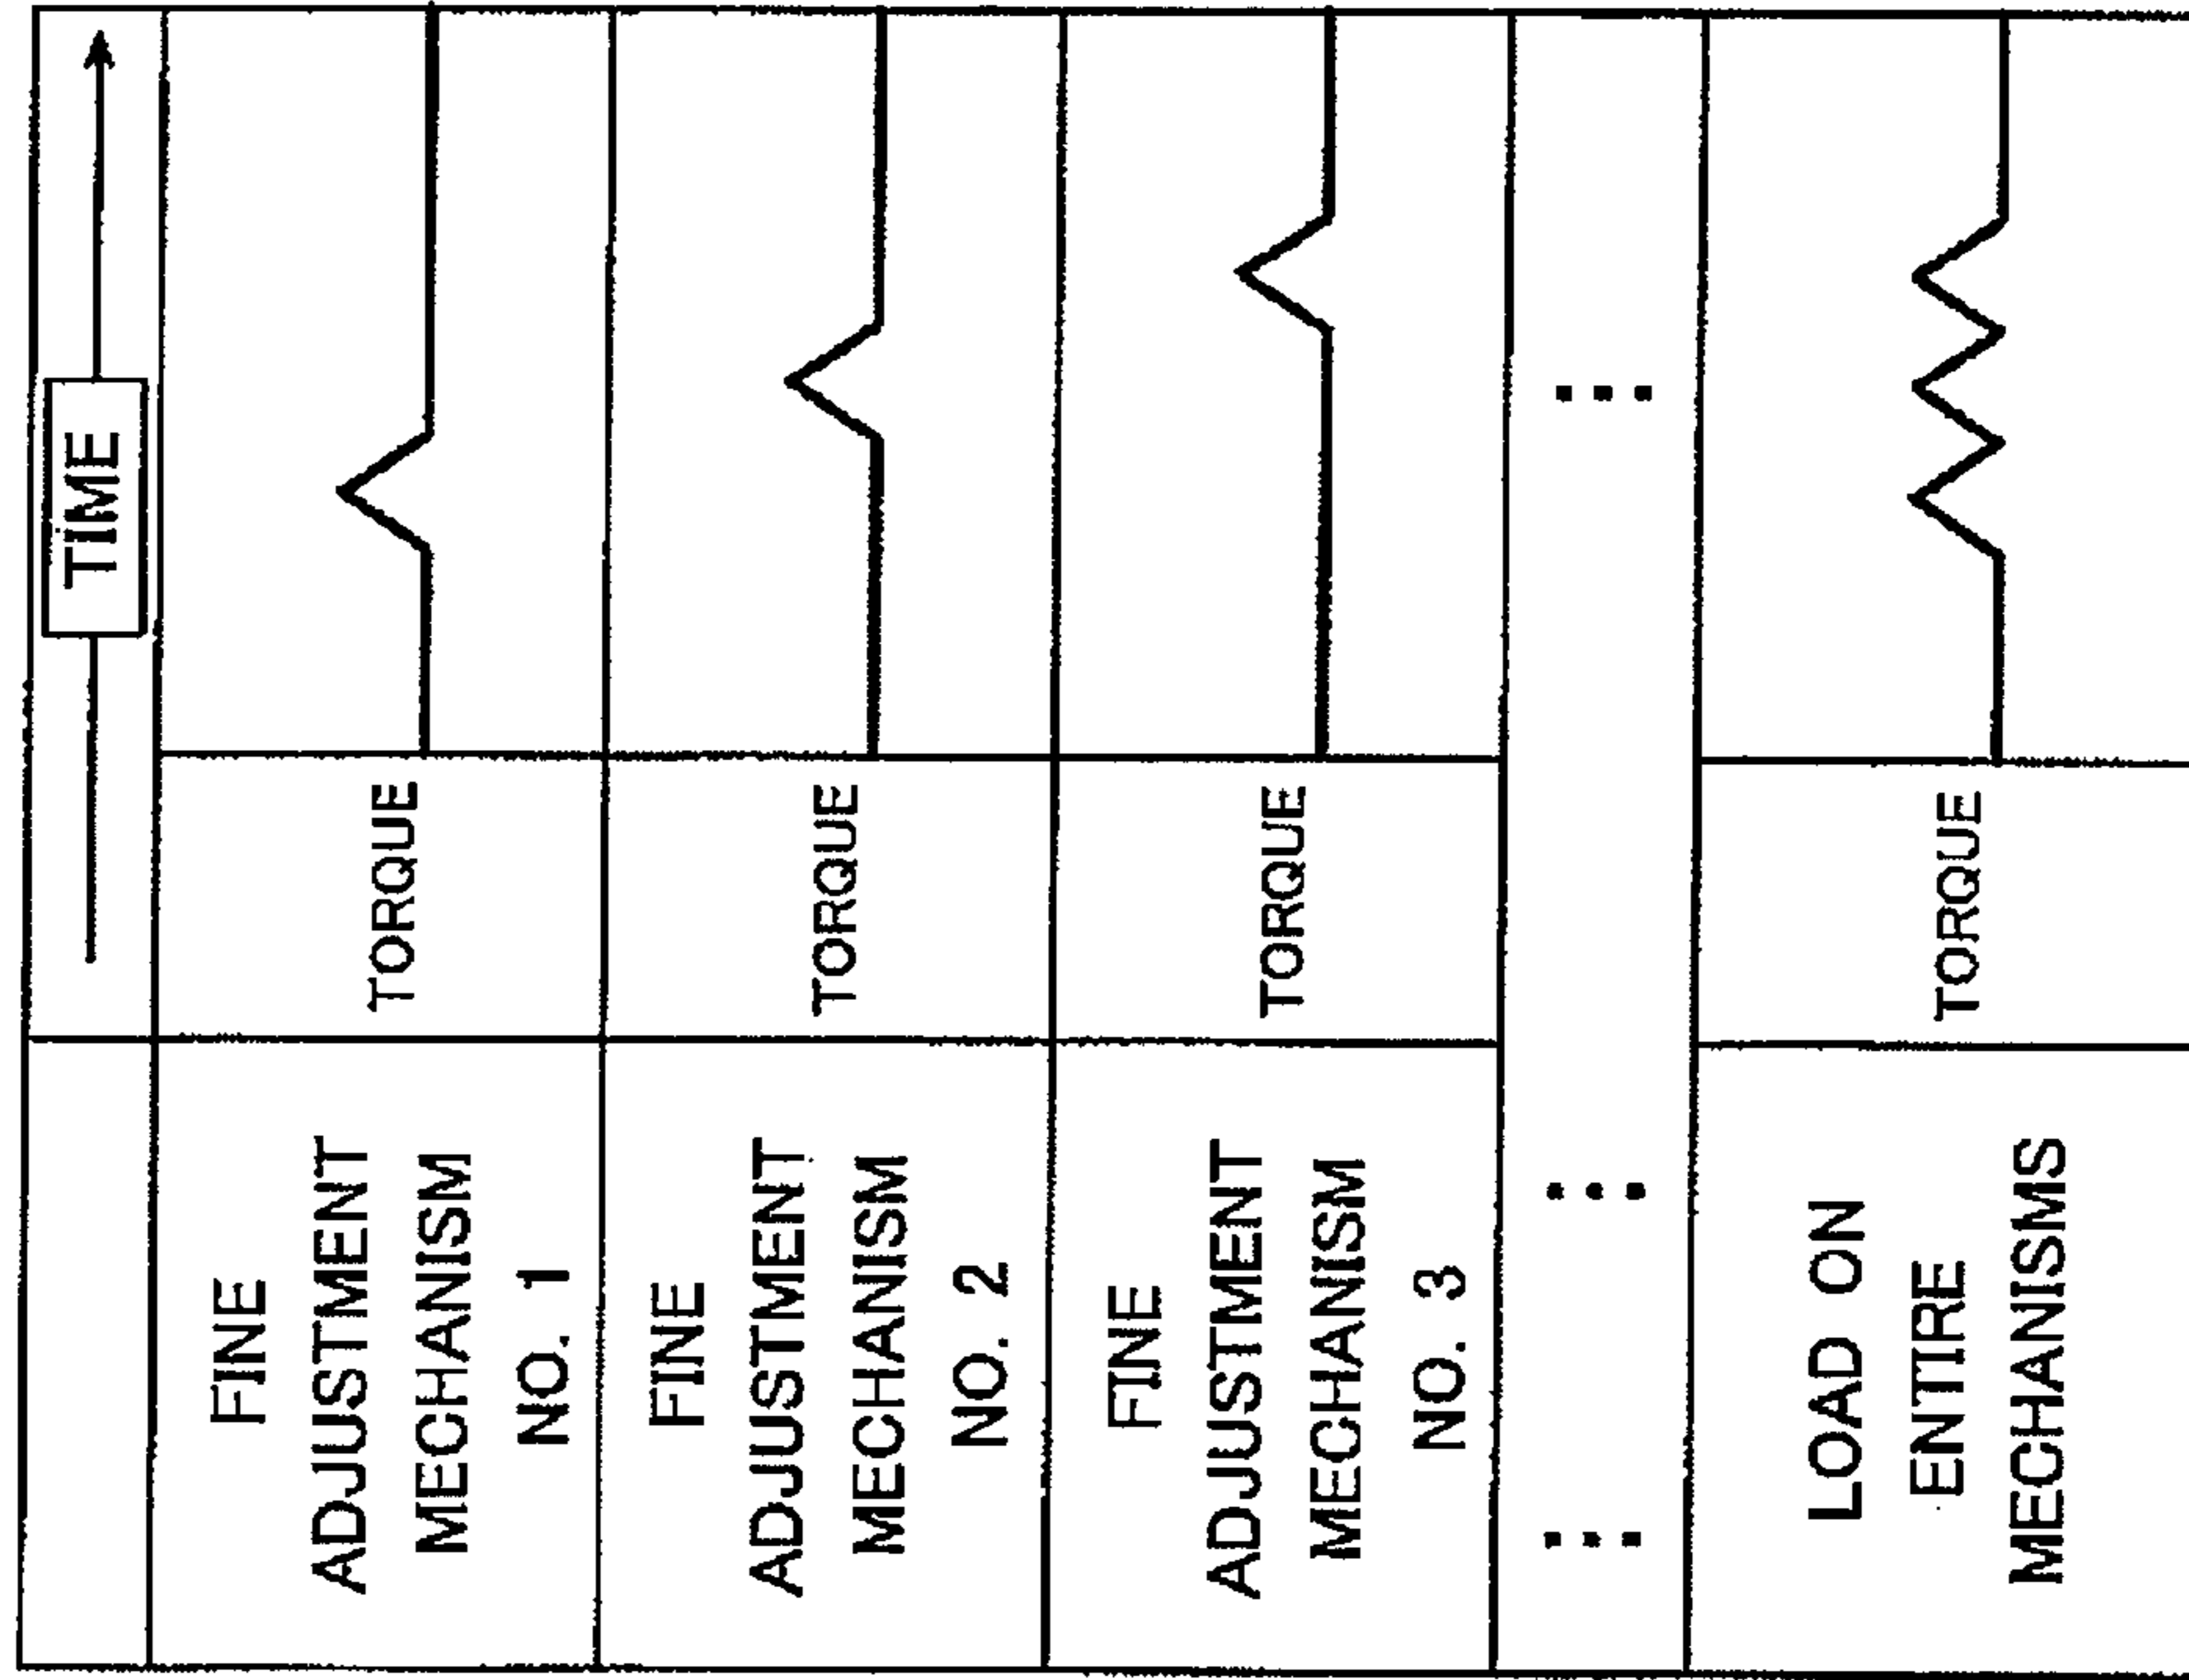 TIME
FINE
ADJUSTMENT
MECHANISM
NO. 1
TORQUE
FINE
ADJUSTMENT
MECHANISM
NO. 2
TORQUE
FINE
ADJUSTMENT
MECHANISM
NO. 3
TORQUE
LOAD ON
ENTIRE
MECHANISMS
TORQUE